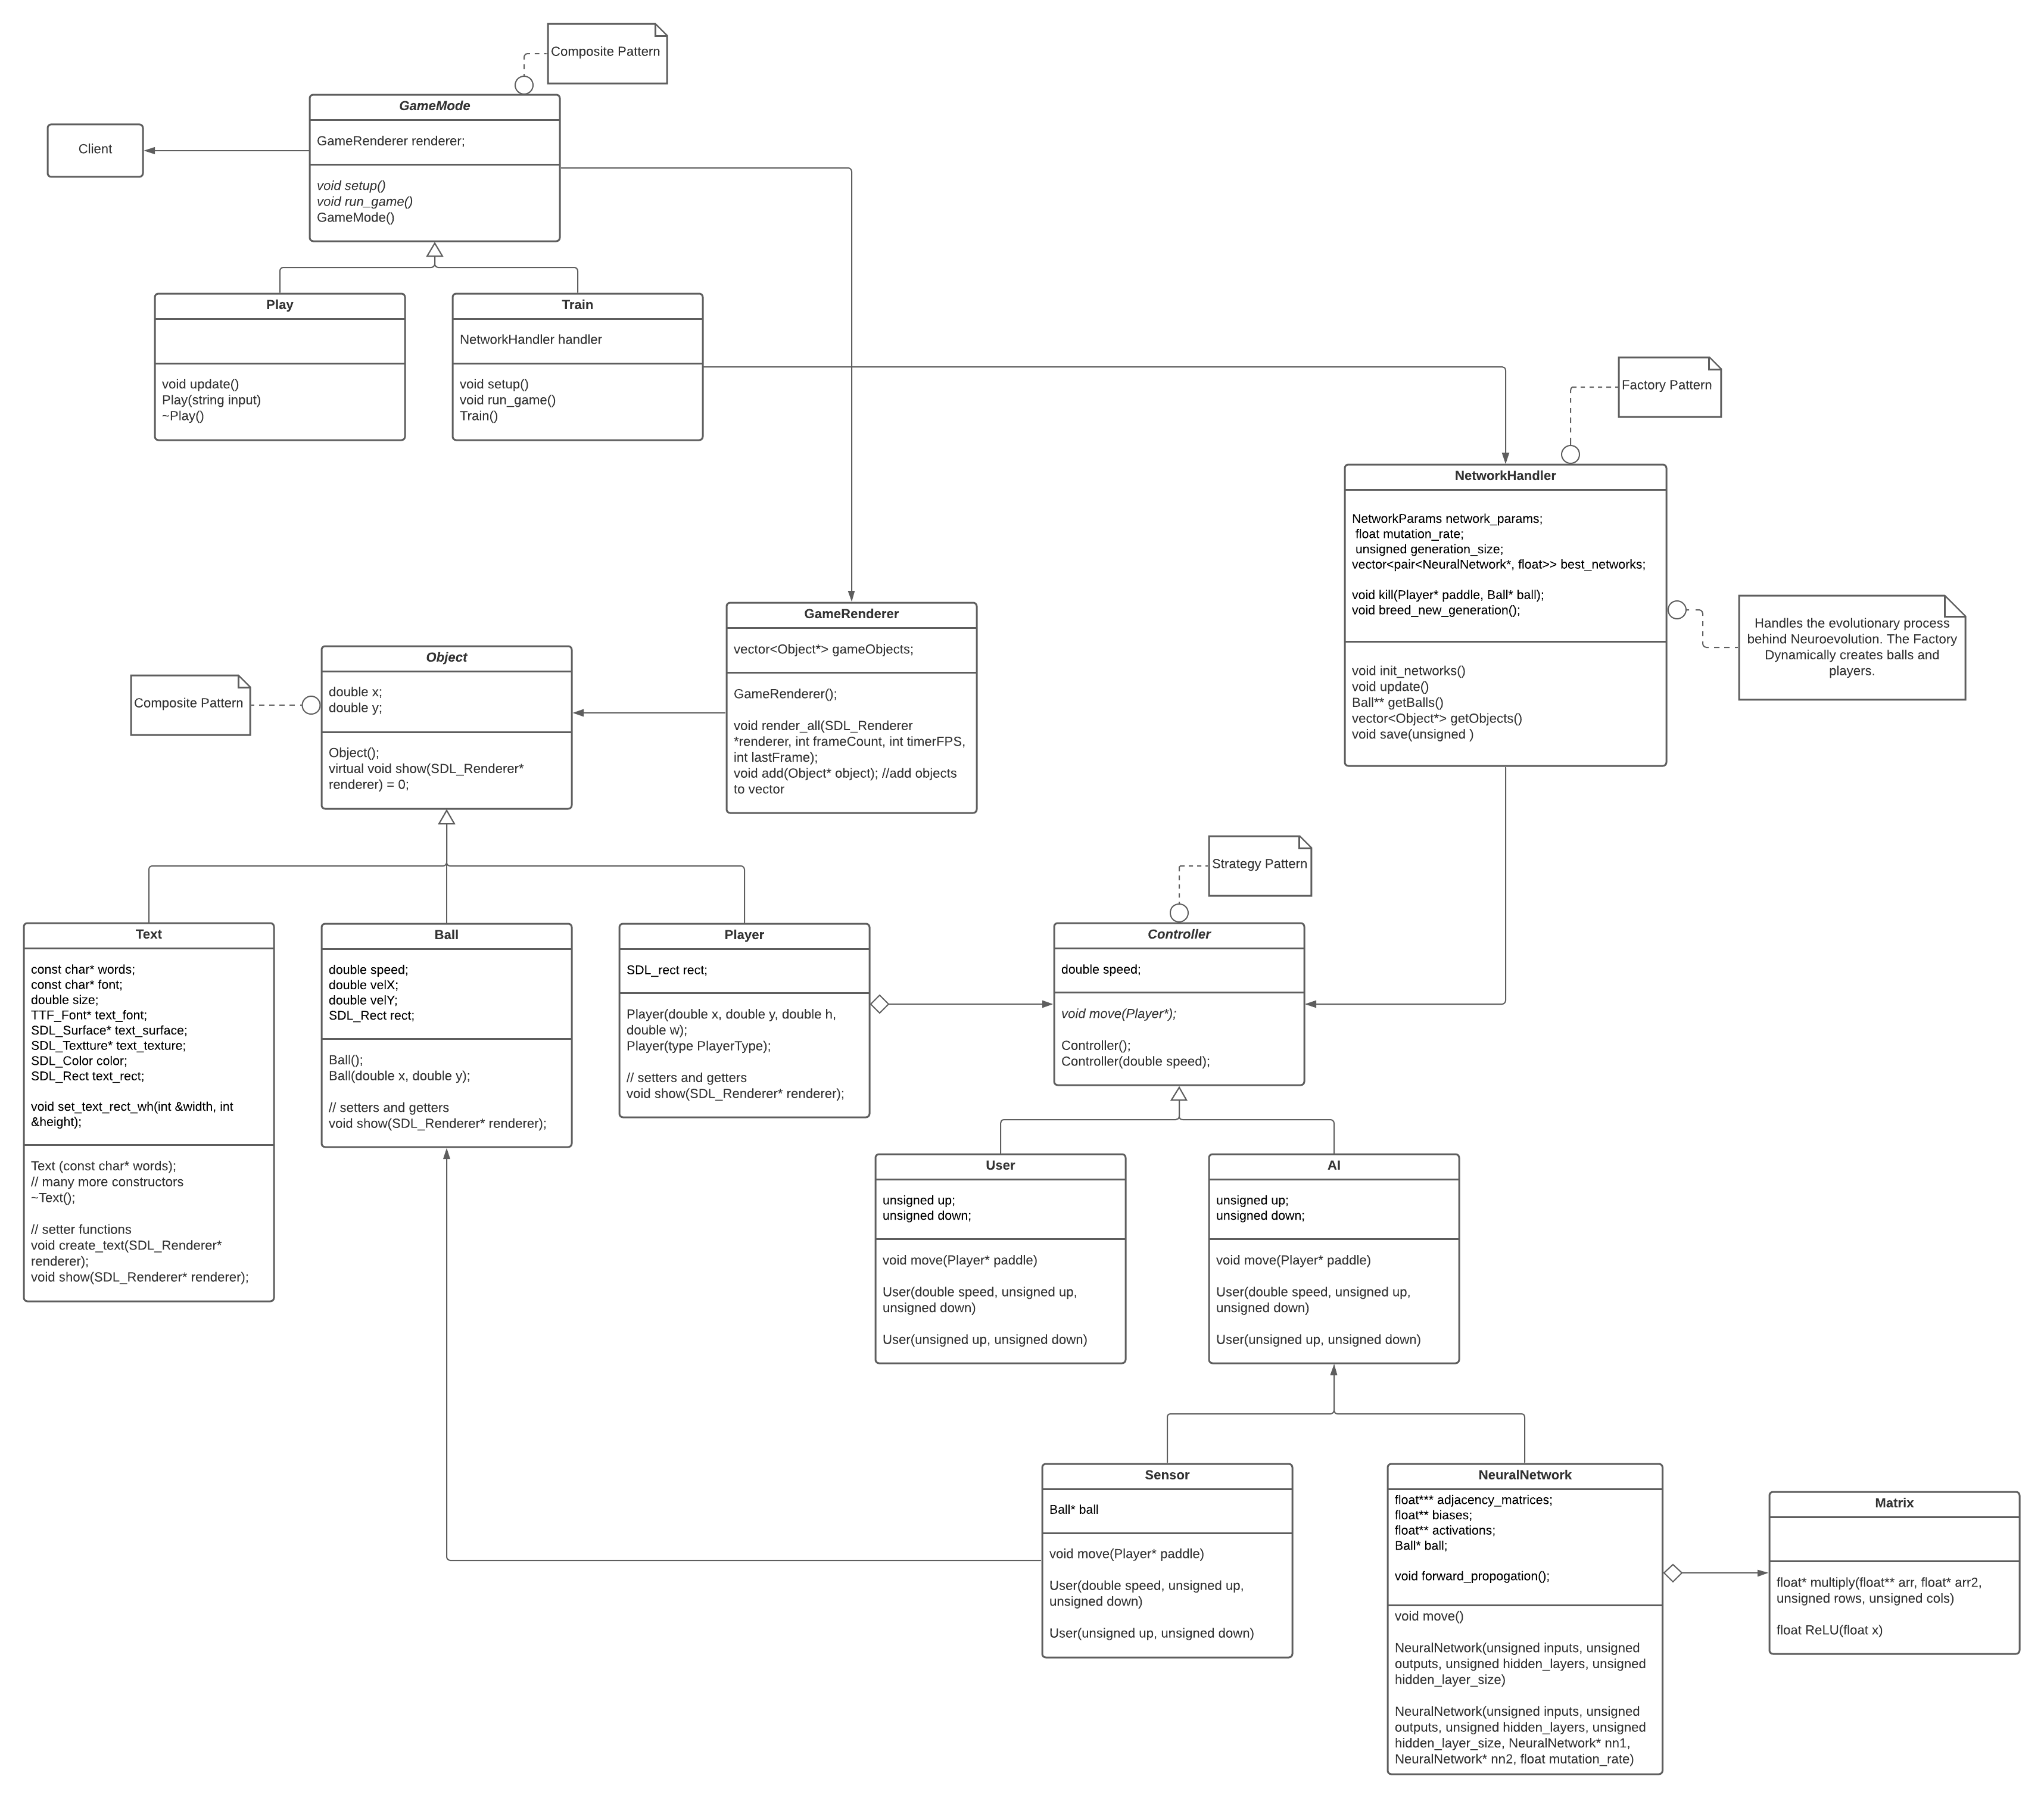 Composite Pattern
GameMode
GameRenderer renderer;
void setup()
void run_game()
GameMode()
Client
Play
void update()
Play(string input)
~Play()
Train
NetworkHandler handler
void setup()
void run_game()
Train()
Factory Pattern
NetworkHandler
NetworkParams network_params;
float mutation_rate;
unsigned generation_size;
vector<pair<NeuralNetwork*, float>> best_networks;
void kill(Player* paddle, Ball* ball);
void breed_new_generation();
void init_networks()
void update()
Ball** getBalls()
vector<Object*> getObjects()
void save(unsigned )
Handles the evolutionary process
behind Neuroevolution. The Factory
Dynamically creates balls and
players.
GameRenderer
vector<Object*> gameObjects;
GameRenderer();
void render_all(SDL_Renderer
*renderer, int frameCount, int timerFPS,
int lastFrame);
void add(Object* object); //add objects
to vector
Composite Pattern
Object
double x;
double y;
Object();
virtual void show(SDL_Renderer*
renderer) = 0;
Text
const char* words;
const char* font;
double size;
TTF_Font* text_font;
SDL_Surface* text_surface;
SDL_Textture* text_texture;
SDL_Color color;
SDL_Rect text_rect;
void set_text_rect_wh(int &width, int
&height);
Text (const char* words);
// many more constructors
~Text();
// setter functions
void create_text(SDL_Renderer*
renderer);
void show(SDL_Renderer* renderer);
Ball
double speed;
double velX;
double velY;
SDL_Rect rect;
Ball();
Ball(double x, double y);
// setters and getters
void show(SDL_Renderer* renderer);
Player
SDL_rect rect;
Player(double x, double y, double h,
double w);
Player(type PlayerType);
// setters and getters
void show(SDL_Renderer* renderer);
Strategy Pattern
Controller
double speed;
void move(Player*);
Controller();
Controller(double speed);
User
unsigned up;
unsigned down;
void move(Player* paddle)
User(double speed, unsigned up,
unsigned down)
User(unsigned up, unsigned down)
AI
unsigned up;
unsigned down;
void move(Player* paddle)
User(double speed, unsigned up,
unsigned down)
User(unsigned up, unsigned down)
Sensor
Ball* ball
void move(Player* paddle)
User(double speed, unsigned up,
unsigned down)
User(unsigned up, unsigned down)
NeuralNetwork
float*** adjacency_matrices;
float** biases;
float** activations;
Ball* ball;
void forward_propogation();
void move()
NeuralNetwork(unsigned inputs, unsigned
outputs, unsigned hidden_layers, unsigned
hidden_layer_size)
NeuralNetwork(unsigned inputs, unsigned
outputs, unsigned hidden_layers, unsigned
hidden_layer_size, NeuralNetwork* nn1,
NeuralNetwork* nn2, float mutation_rate)
Matrix
float* multiply(float** arr, float* arr2,
unsigned rows, unsigned cols)
float ReLU(float x)